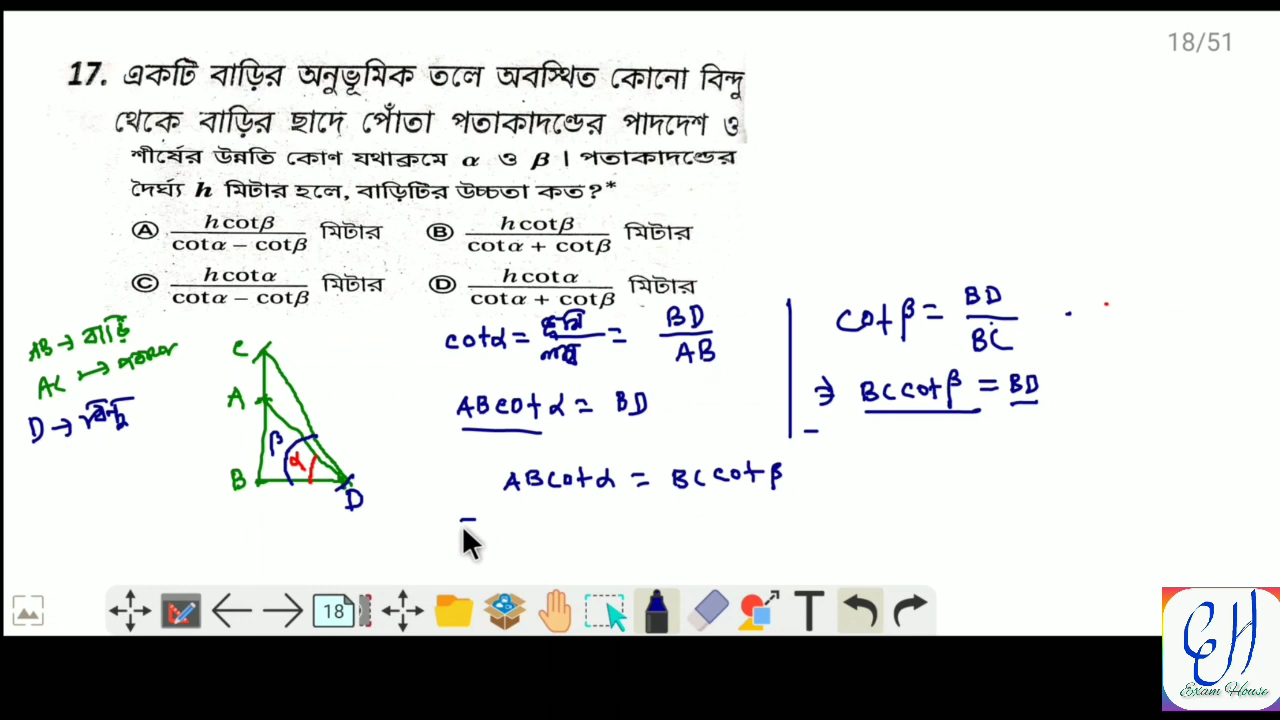 18/51
17. একটি বাড়ির অনুভূমিক তলে অবস্থিত কোনো বিন্দু
থেকে বাড়ির ছাদে পোঁতা পতাকাদণ্ডের পাদদেশ ও
শীর্ষের উন্নতি কোণ যথাক্রমে α ও β । পতাকাদণ্ডের
দৈর্ঘ্য h মিটার হলে, বাড়িটির উচ্চতা কত?*
Ⓐ hcotβ / cotα − cotβ মিটার Ⓑ hcotβ / cotα + cotβ মিটার
Ⓒ hcotα / cotα − cotβ মিটার Ⓓ hcotα / cotα + cotβ মিটার
AB → বাড়ি
AC →
D → বিন্দু
C
A
B
D
β
α
cotα = ভূমি / লম্ব = BD / AB
ABcotα = BD
cotβ = BD / BC
⇒ BCcotβ = BD
ABcotα = BCcotβ
18
T
EH
Exam House